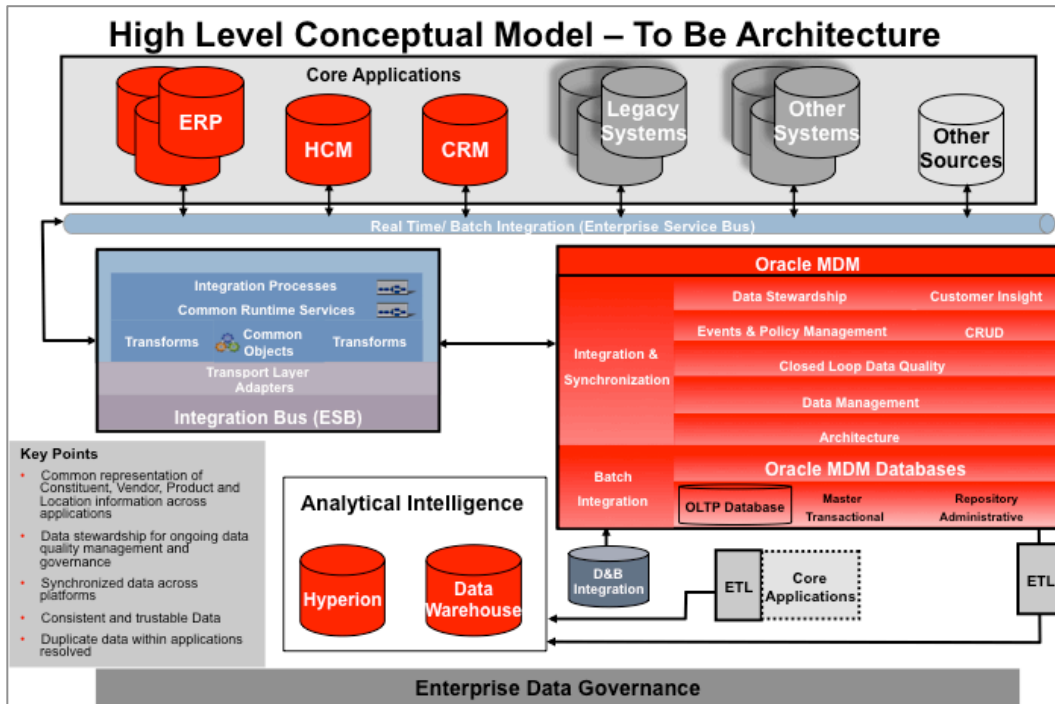 High Level Conceptual Model – To Be Architecture
Core Applications
ERP
HCM
CRM
Legacy
Systems
Other
Systems
Other
Sources
Real Time/ Batch Integration (Enterprise Service Bus)
Integration Processes
Common Runtime Services
Transforms
Common
Objects
Transforms
Transport Layer
Adapters
Integration Bus (ESB)
Oracle MDM
Integration &
Synchronization
Data Stewardship
Customer Insight
Events & Policy Management
CRUD
Closed Loop Data Quality
Data Management
Architecture
Batch
Integration
Oracle MDM Databases
OLTP Database
Master
Transactional
Repository
Administrative
Key Points
• Common representation of
Constituent, Vendor, Product and
Location information across
applications
• Data stewardship for ongoing data
quality management and
governance
• Synchronized data across
platforms
• Consistent and trustable Data
• Duplicate data within applications
resolved
Analytical Intelligence
Hyperion
Data
Warehouse
D&B
Integration
ETL
Core
Applications
ETL
Enterprise Data Governance